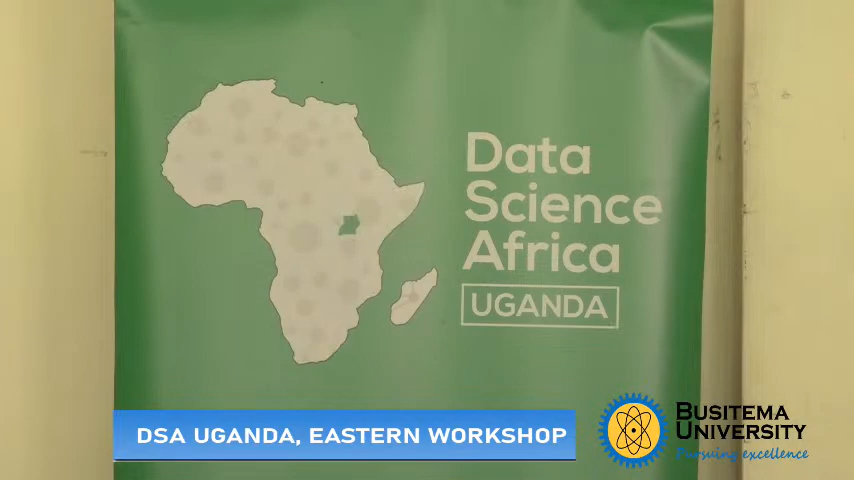 Data
Science
Africa
UGANDA
DSA UGANDA, EASTERN WORKSHOP
BUSITEMA
UNIVERSITY
Pursuing excellence